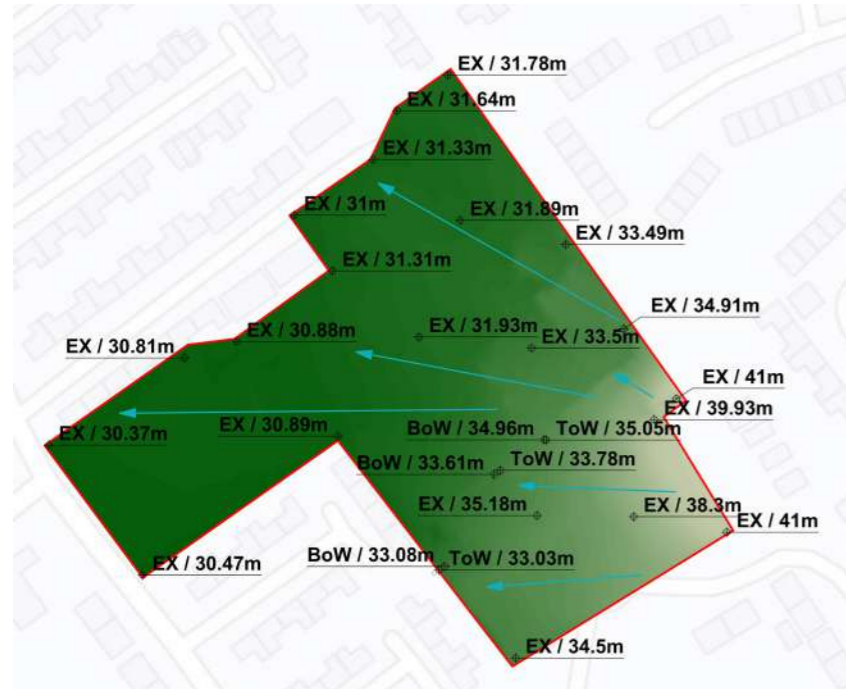 EX / 31.78m
EX / 31.64m
EX / 31.33m
EX / 31m
EX / 31.89m
EX / 33.49m
EX / 31.31m
EX / 34.91m
EX / 30.88m
EX / 31.93m
EX / 33.5m
EX / 30.81m
EX / 41m
EX / 39.93m
EX / 30.37m
EX / 30.89m
BoW / 34.96m
ToW / 35.05m
BoW / 33.61m
ToW / 33.78m
EX / 35.18m
EX / 38.3m
EX / 41m
BoW / 33.08m
ToW / 33.03m
EX / 30.47m
EX / 34.5m